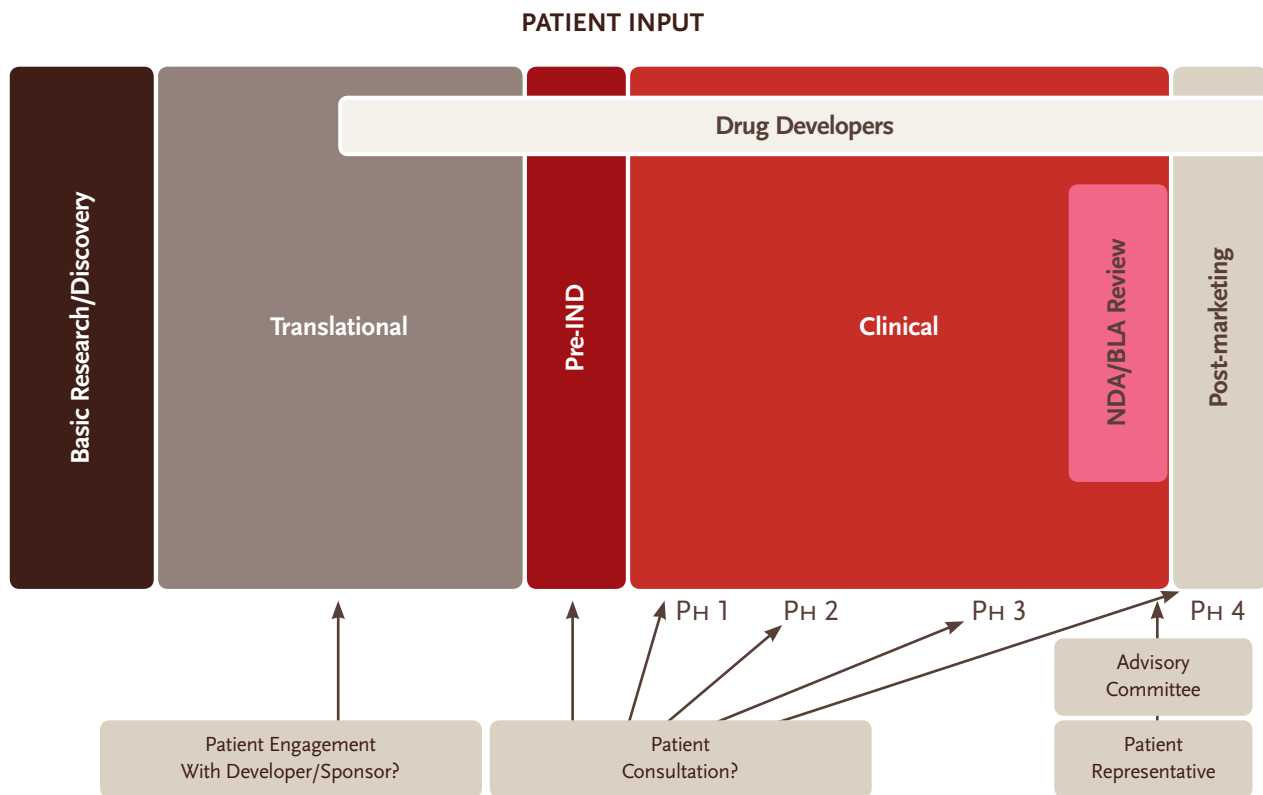 PATIENT INPUT
Drug Developers
Basic Research/Discovery
Translational
Pre-IND
Clinical
NDA/BLA Review
Post-marketing
PH 1
PH 2
PH 3
PH 4
Advisory
Committee
Patient Engagement
With Developer/Sponsor?
Patient
Consultation?
Patient
Representative